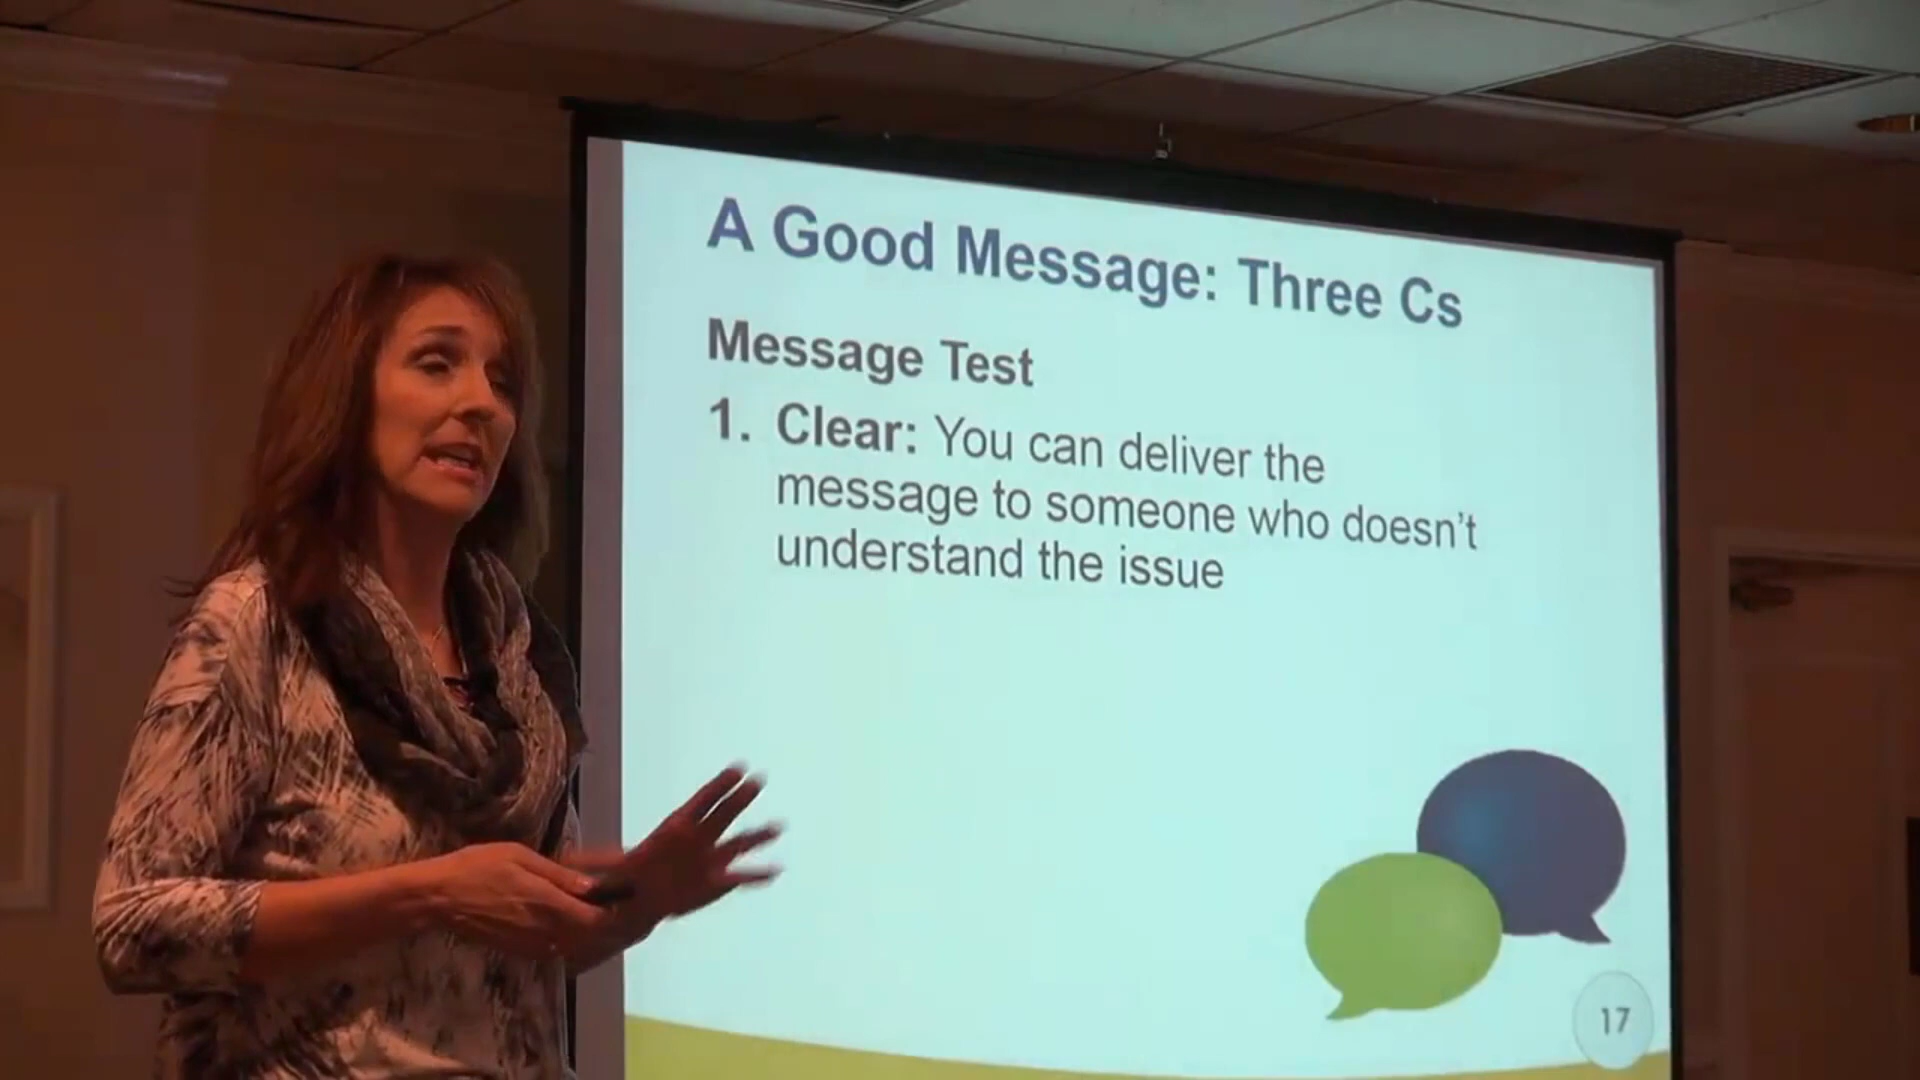 A Good Message: Three Cs
Message Test
1. Clear: You can deliver the
message to someone who doesn't
understand the issue
17